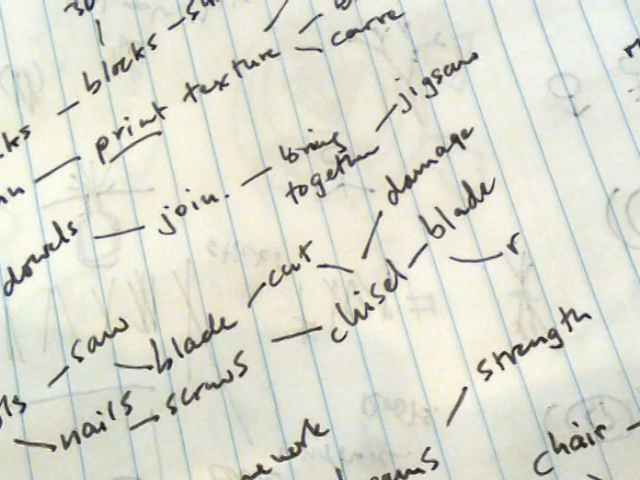 blocks
carve
print texture
dowels — join. — bring together — jigsaw
saw — blade — cut — damage
nails — screws — chisel — blade
strength
chair